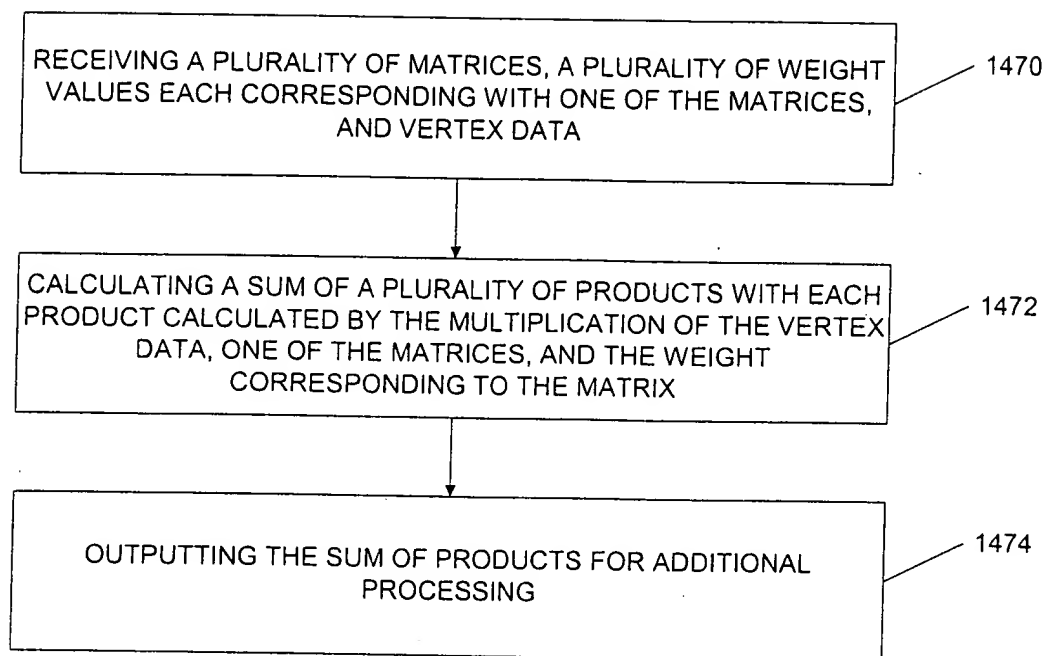 RECEIVING A PLURALITY OF MATRICES, A PLURALITY OF WEIGHT
VALUES EACH CORRESPONDING WITH ONE OF THE MATRICES,
AND VERTEX DATA
1470
CALCULATING A SUM OF A PLURALITY OF PRODUCTS WITH EACH
PRODUCT CALCULATED BY THE MULTIPLICATION OF THE VERTEX
DATA, ONE OF THE MATRICES, AND THE WEIGHT
CORRESPONDING TO THE MATRIX
1472
OUTPUTTING THE SUM OF PRODUCTS FOR ADDITIONAL
PROCESSING
1474